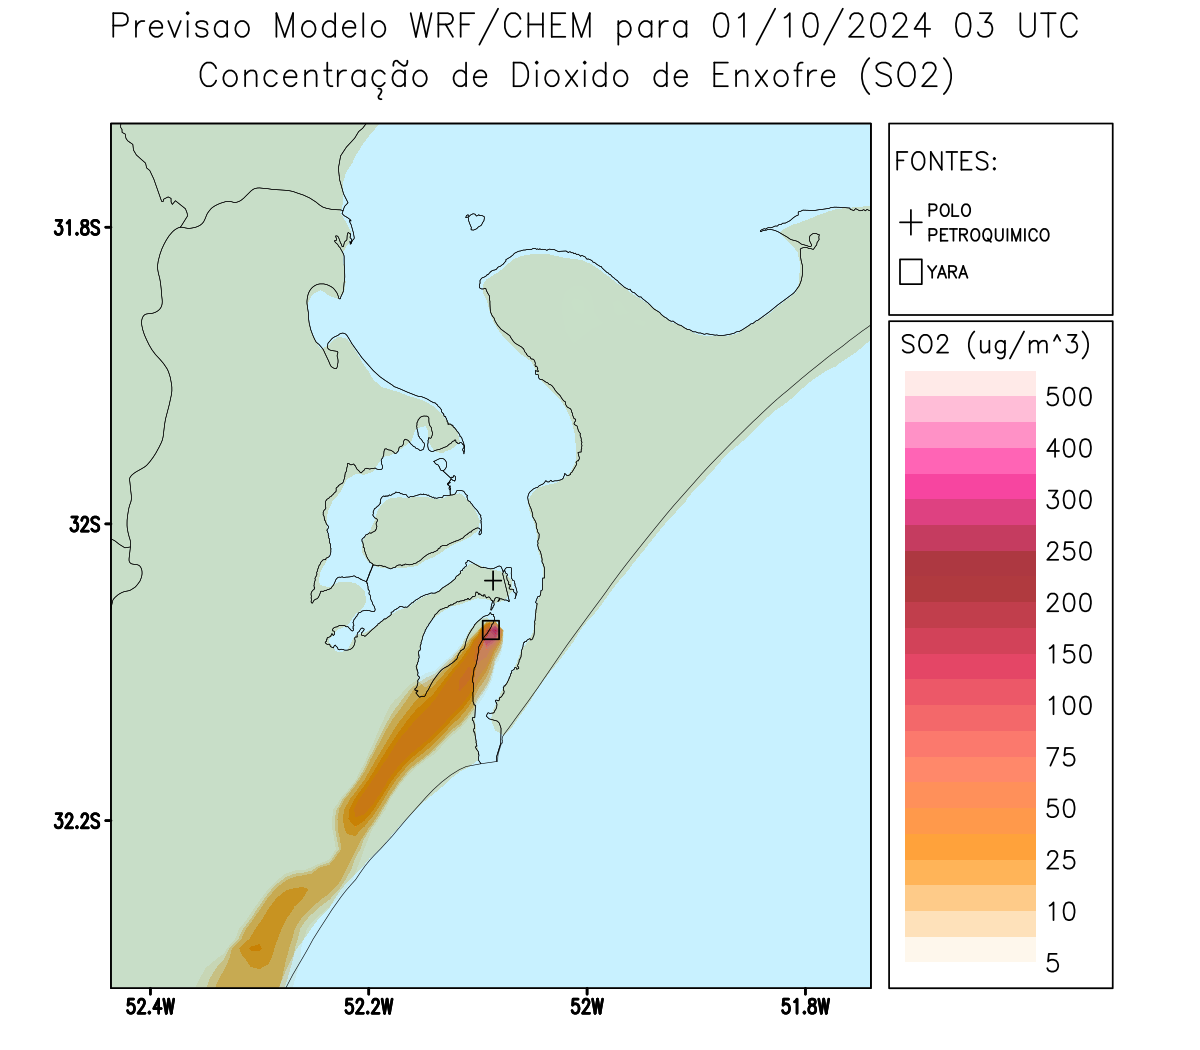 Previsao Modelo WRF/CHEM para 01/10/2024 03 UTC
Concentração de Dioxido de Enxofre (SO2)
FONTES:
POLO
PETROQUIMICO
YARA
SO2 (ug/m^3)
500
400
300
250
200
150
100
75
50
25
10
5
31.8S
32S
32.2S
52.4W
52.2W
52W
51.8W